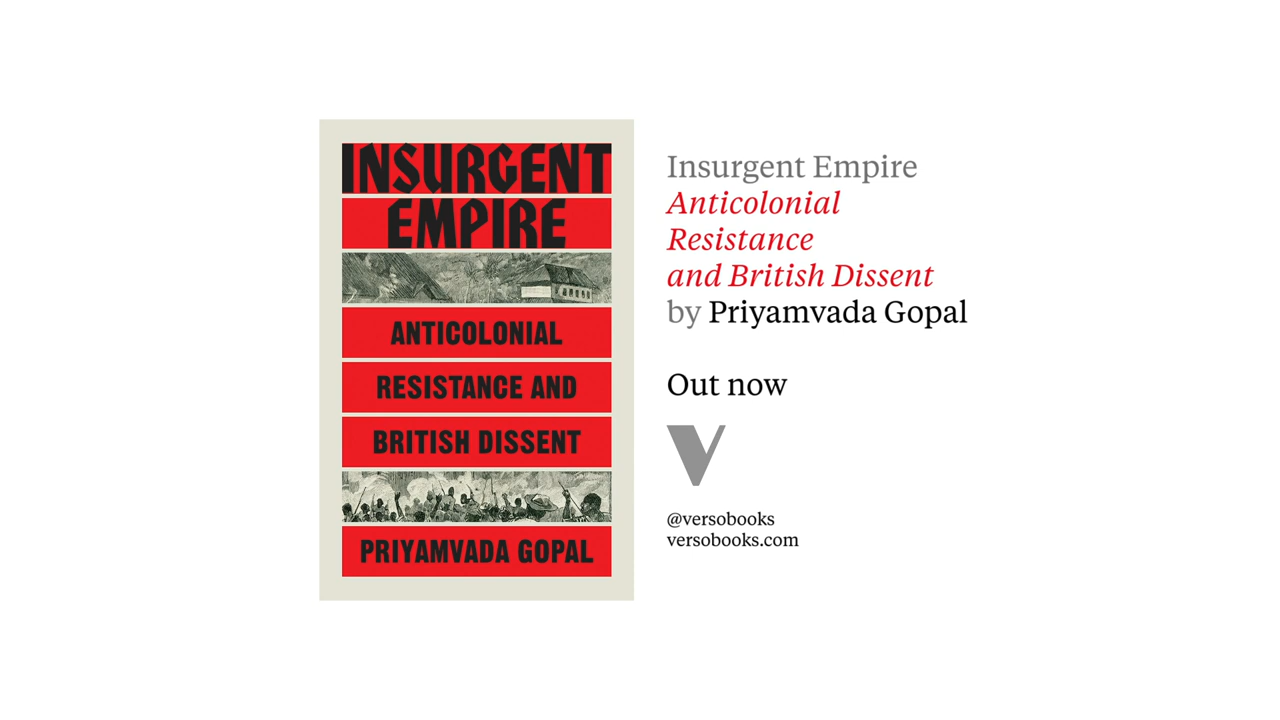 INSURGENT
EMPIRE
ANTICOLONIAL
RESISTANCE AND
BRITISH DISSENT
PRIYAMVADA GOPAL
Insurgent Empire
Anticolonial
Resistance
and British Dissent
by Priyamvada Gopal
Out now
@versobooks
versobooks.com